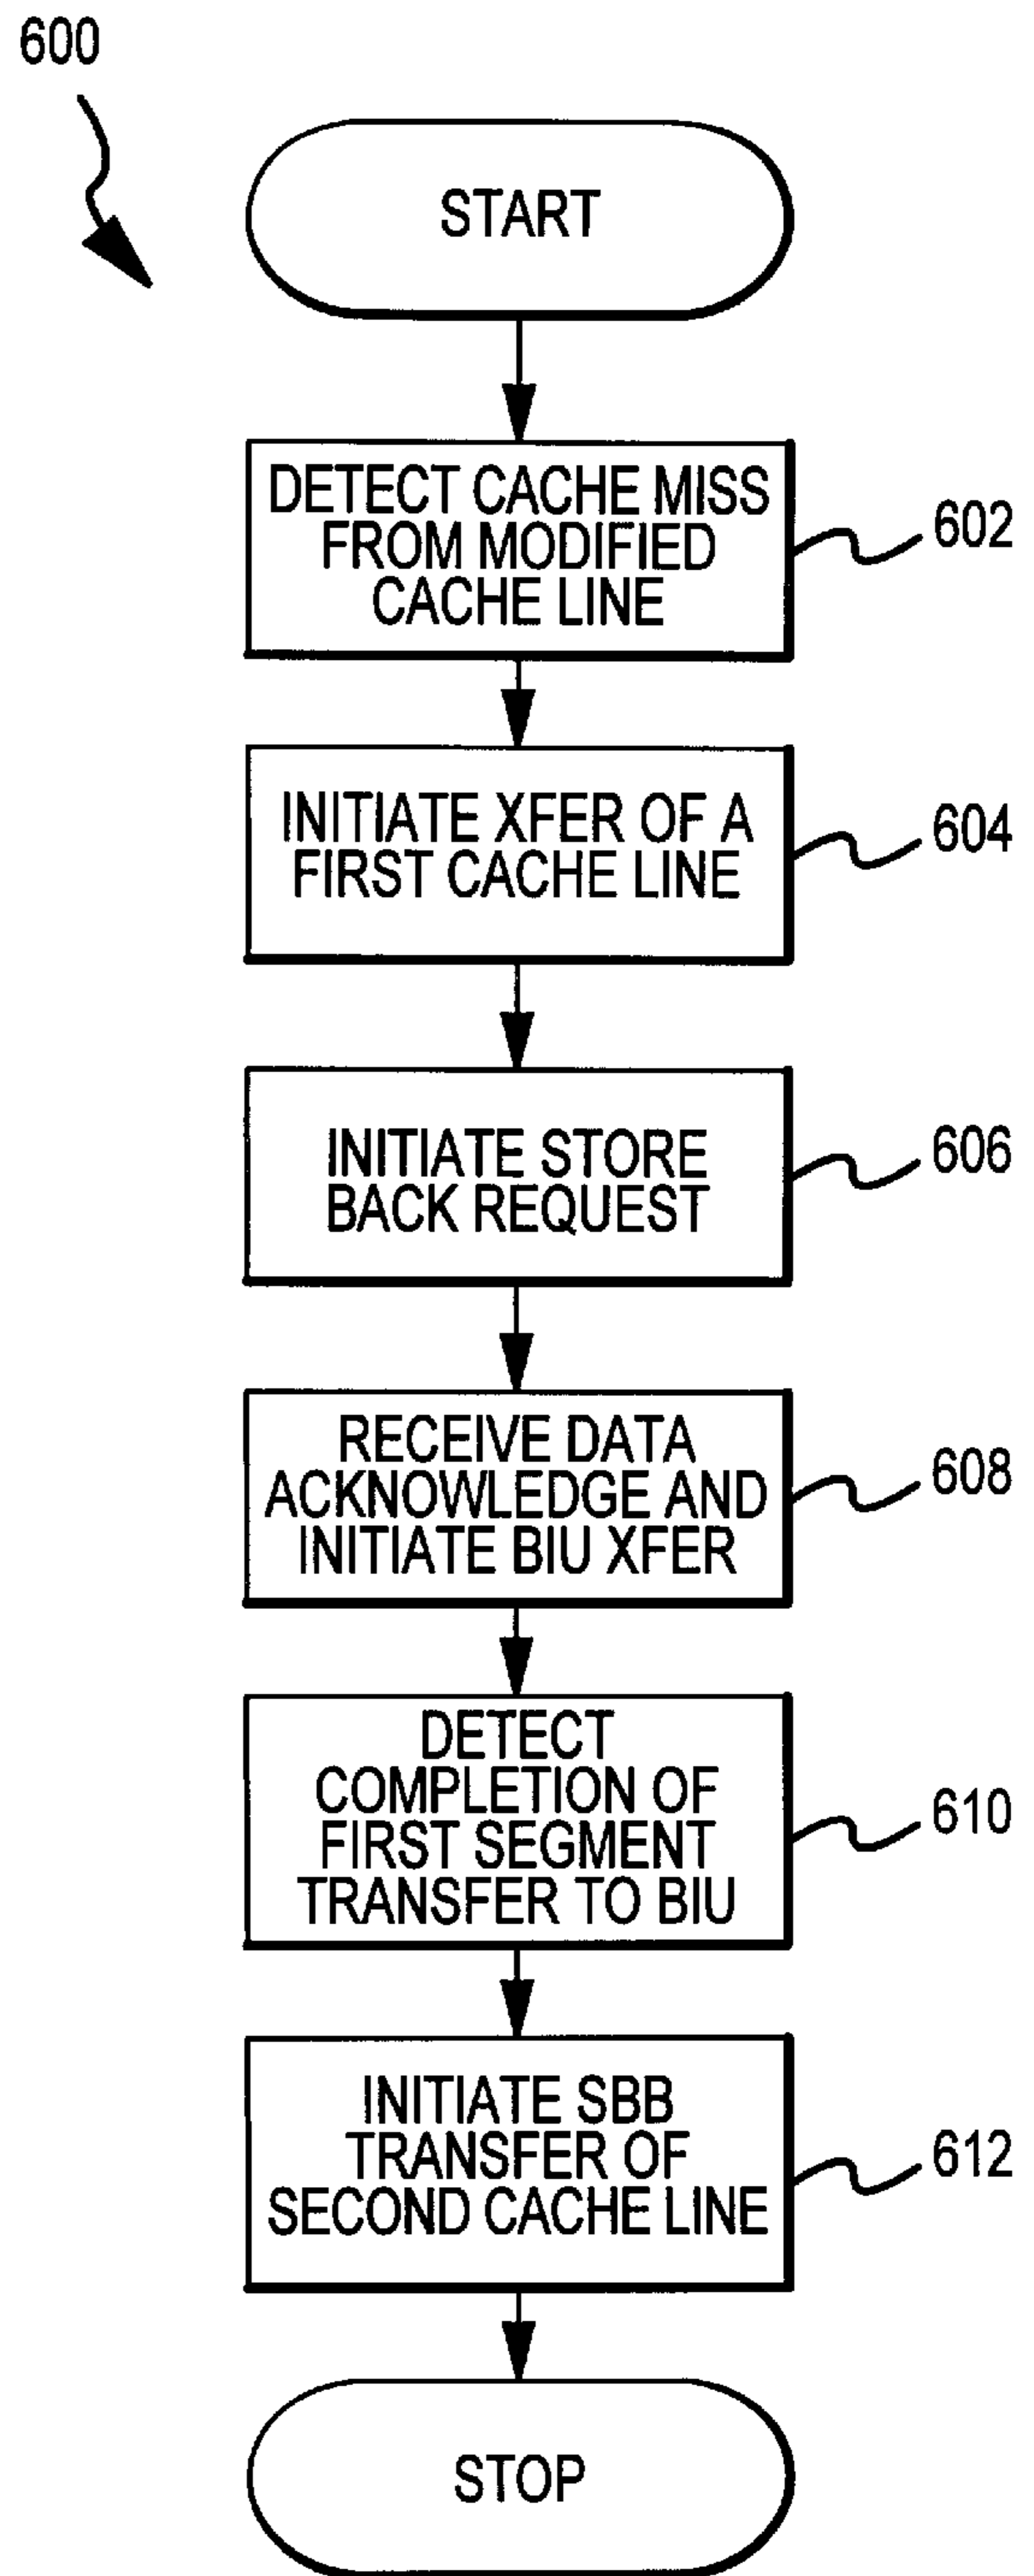 600
START
DETECT CACHE MISS
FROM MODIFIED
CACHE LINE
602
INITIATE XFER OF A
FIRST CACHE LINE
604
INITIATE STORE
BACK REQUEST
606
RECEIVE DATA
ACKNOWLEDGE AND
INITIATE BIU XFER
608
DETECT
COMPLETION OF
FIRST SEGMENT
TRANSFER TO BIU
610
INITIATE SBB
TRANSFER OF
SECOND CACHE LINE
612
STOP